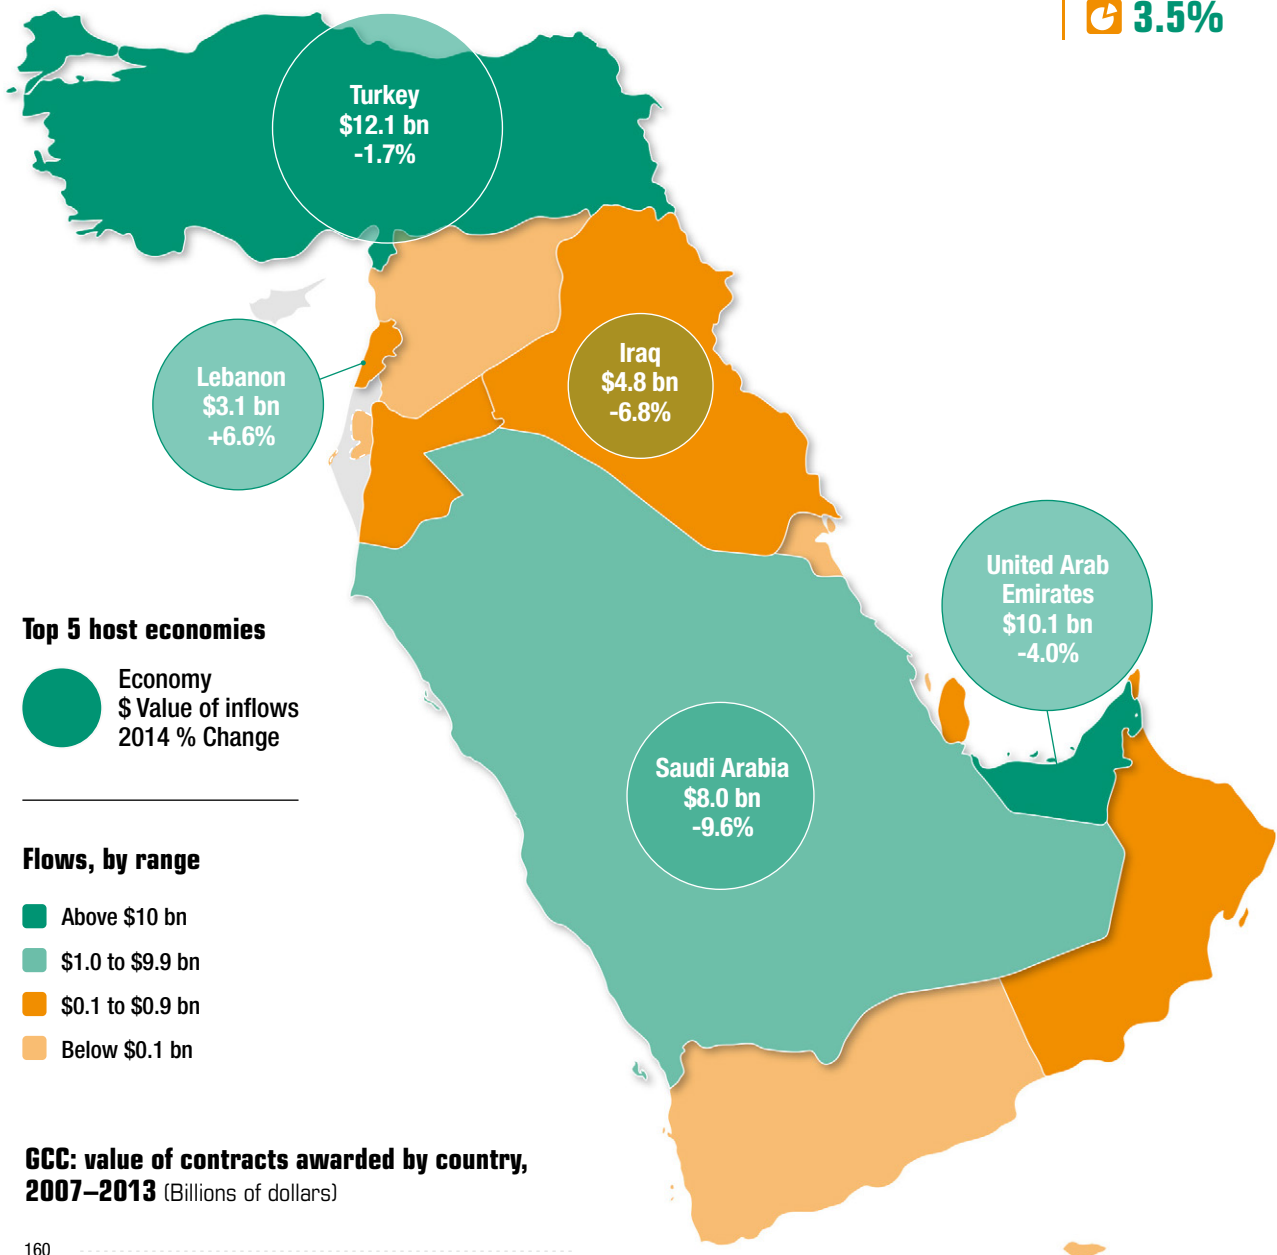 3.5%
Turkey
$12.1 bn
-1.7%
Lebanon
$3.1 bn
+6.6%
Iraq
$4.8 bn
-6.8%
United Arab
Emirates
$10.1 bn
-4.0%
Saudi Arabia
$8.0 bn
-9.6%
Top 5 host economies
Economy
$ Value of inflows
2014 % Change
Flows, by range
Above $10 bn
$1.0 to $9.9 bn
$0.1 to $0.9 bn
Below $0.1 bn
GCC: value of contracts awarded by country,
2007–2013 (Billions of dollars)
160